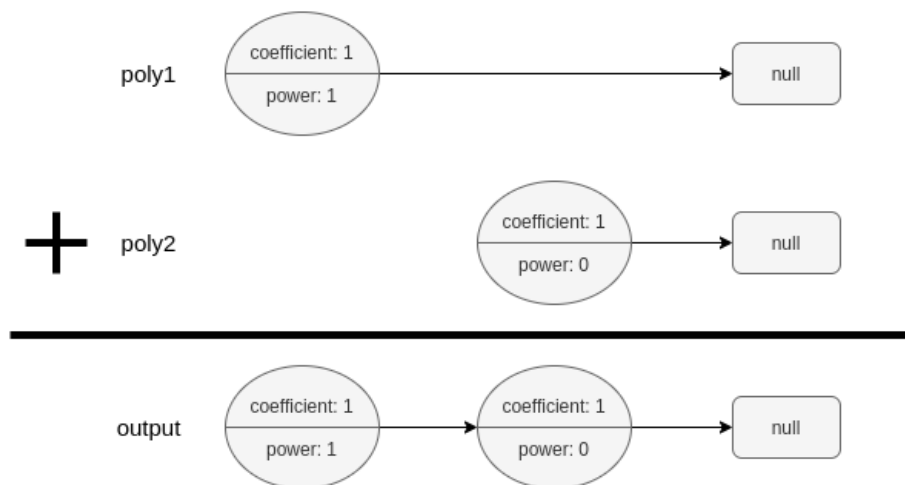 poly1
coefficient: 1
power: 1
null
+
poly2
coefficient: 1
power: 0
null
output
coefficient: 1
power: 1
coefficient: 1
power: 0
null